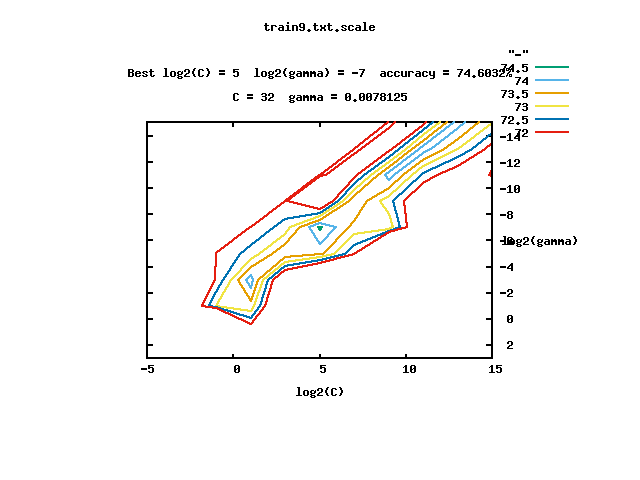 train9.txt.scale
"-"
Best log2(C) = 5  log2(gamma) = -7  accuracy = 74.6032%
C = 32  gamma = 0.0078125
74.5
74
73.5
73
72.5
72
-14
-12
-10
-8
-6
-4
-2
0
2
log2(gamma)
-5 0 5 10 15
log2(C)